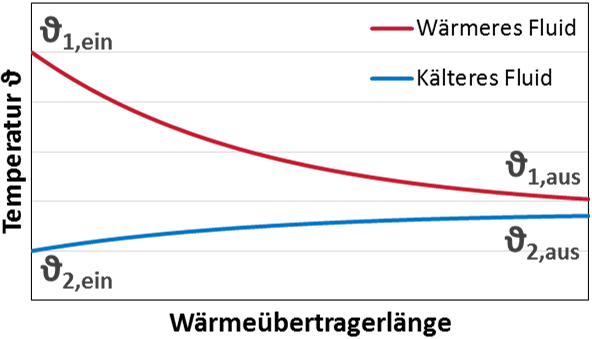 ϑ1,ein
Wärmeres Fluid
Kälteres Fluid
Temperatur ϑ
ϑ1,aus
ϑ2,aus
ϑ2,ein
Wärmeübertragerlänge